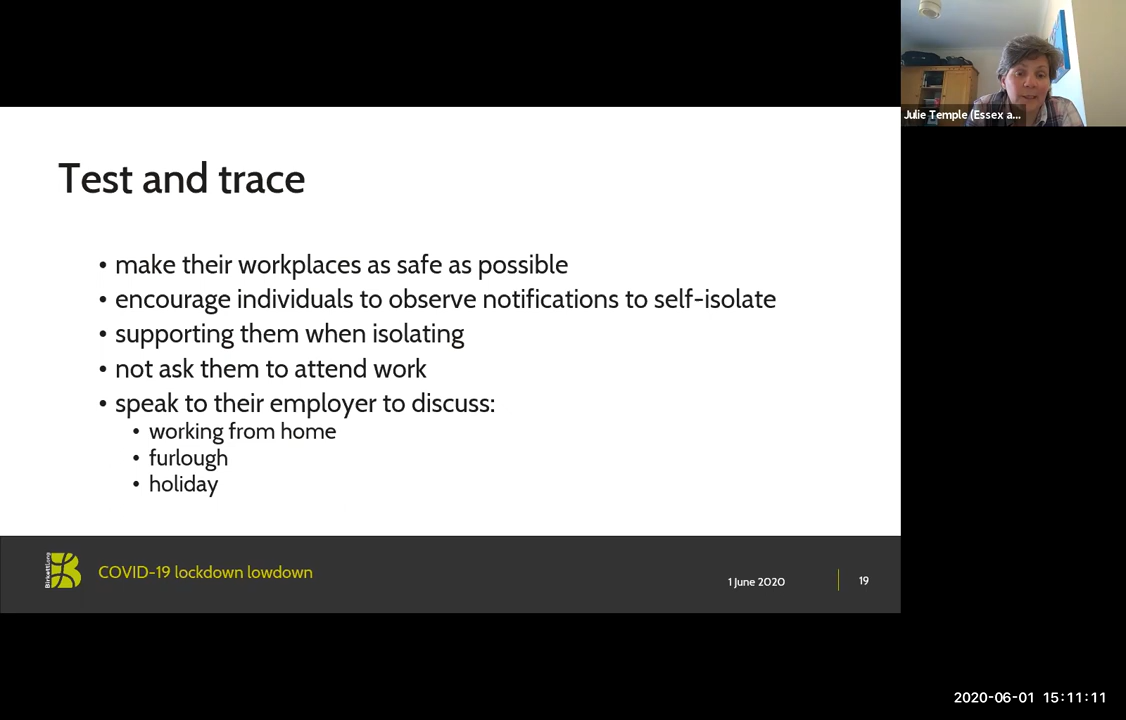 Julie Temple (Essex a...
Test and trace
• make their workplaces as safe as possible
• encourage individuals to observe notifications to self-isolate
• supporting them when isolating
• not ask them to attend work
• speak to their employer to discuss:
• working from home
• furlough
• holiday
BirkettLong
COVID-19 lockdown lowdown
1 June 2020
19
2020-06-01 15:11:11